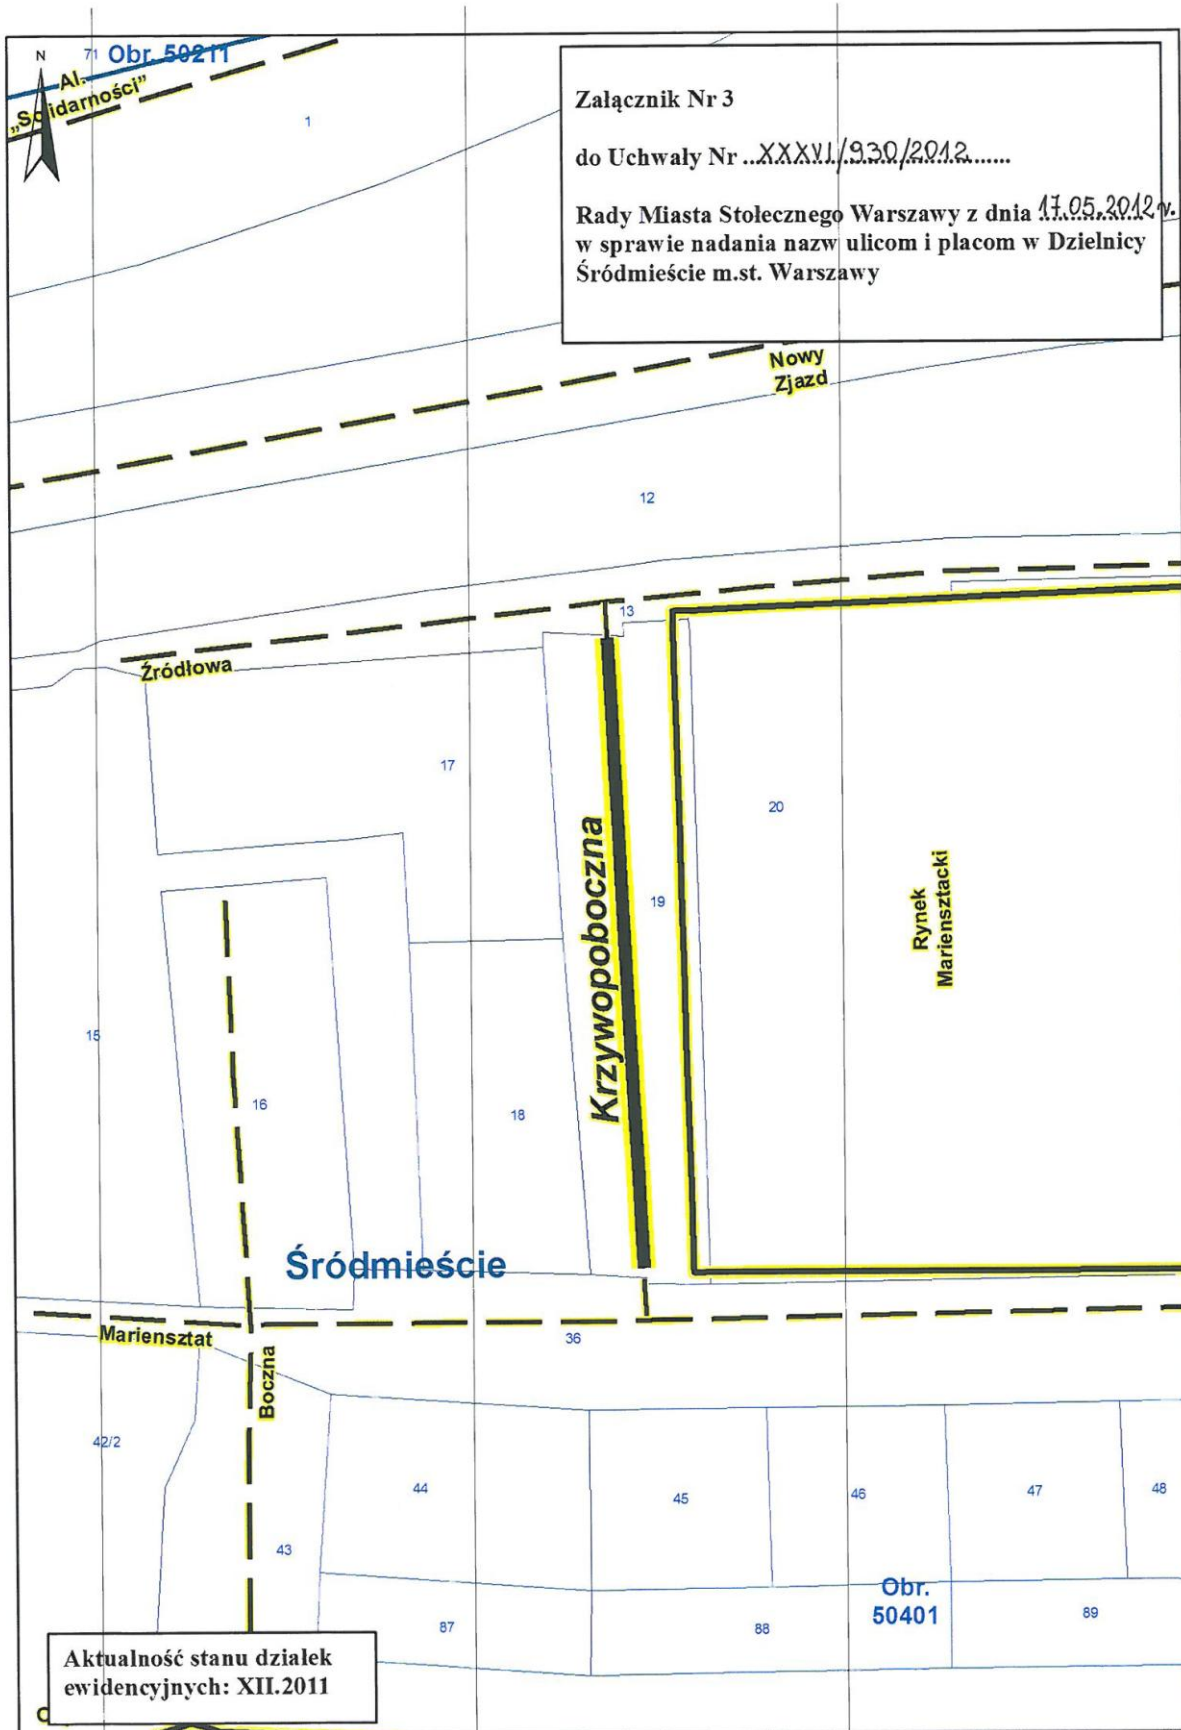 N
71 Obr. 50211
Al.
„Solidarności”
1
Załącznik Nr 3
do Uchwały Nr ..XXXVI/930/2012......
Rady Miasta Stołecznego Warszawy z dnia 17.05.2012 r.
w sprawie nadania nazw ulicom i placom w Dzielnicy
Śródmieście m.st. Warszawy
Nowy
Zjazd
12
13
Źródłowa
17
20
Krzywopoboczna
19
Rynek
Mariensztacki
15
16
18
Śródmieście
Mariensztat
36
Boczna
42/2
44
45
46
47
48
43
Obr.
50401
87
88
89
Aktualność stanu działek
ewidencyjnych: XII.2011